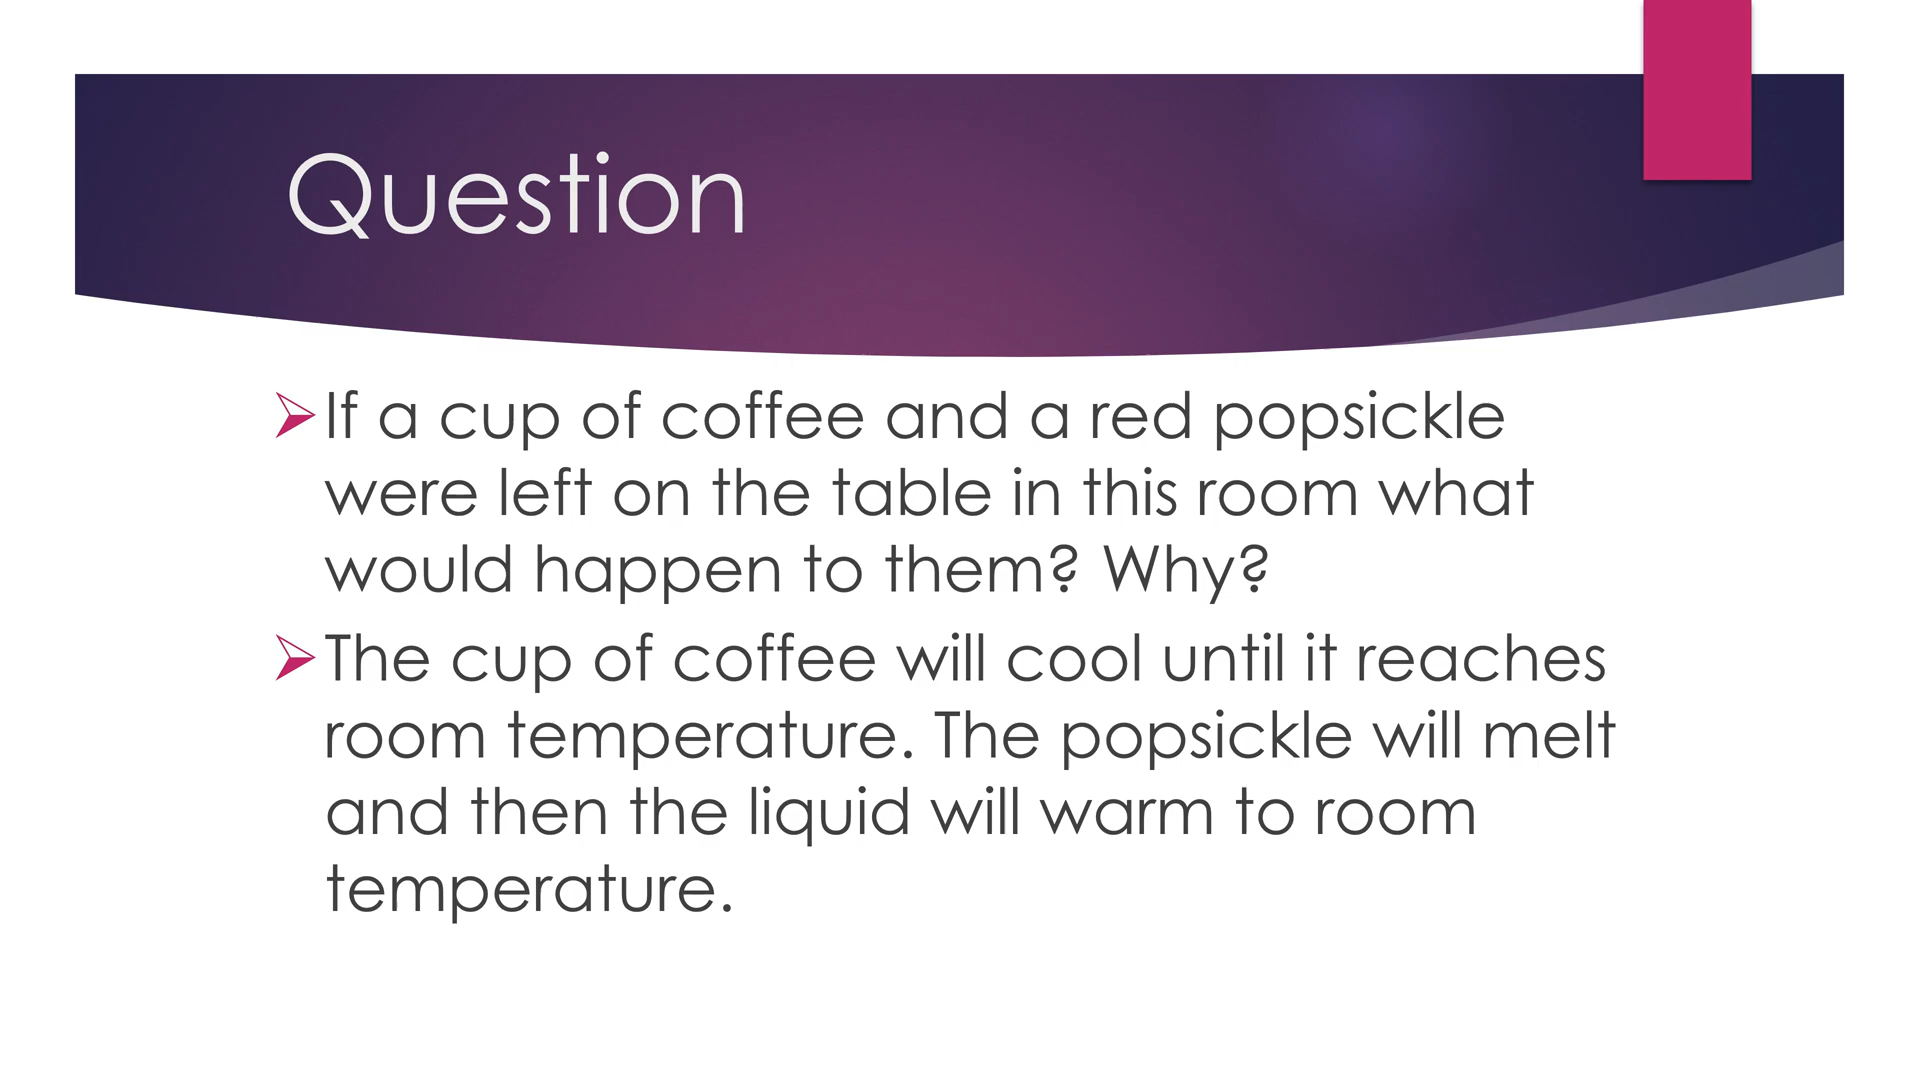 Question
If a cup of coffee and a red popsickle
were left on the table in this room what
would happen to them? Why?
The cup of coffee will cool until it reaches
room temperature. The popsickle will melt
and then the liquid will warm to room
temperature.